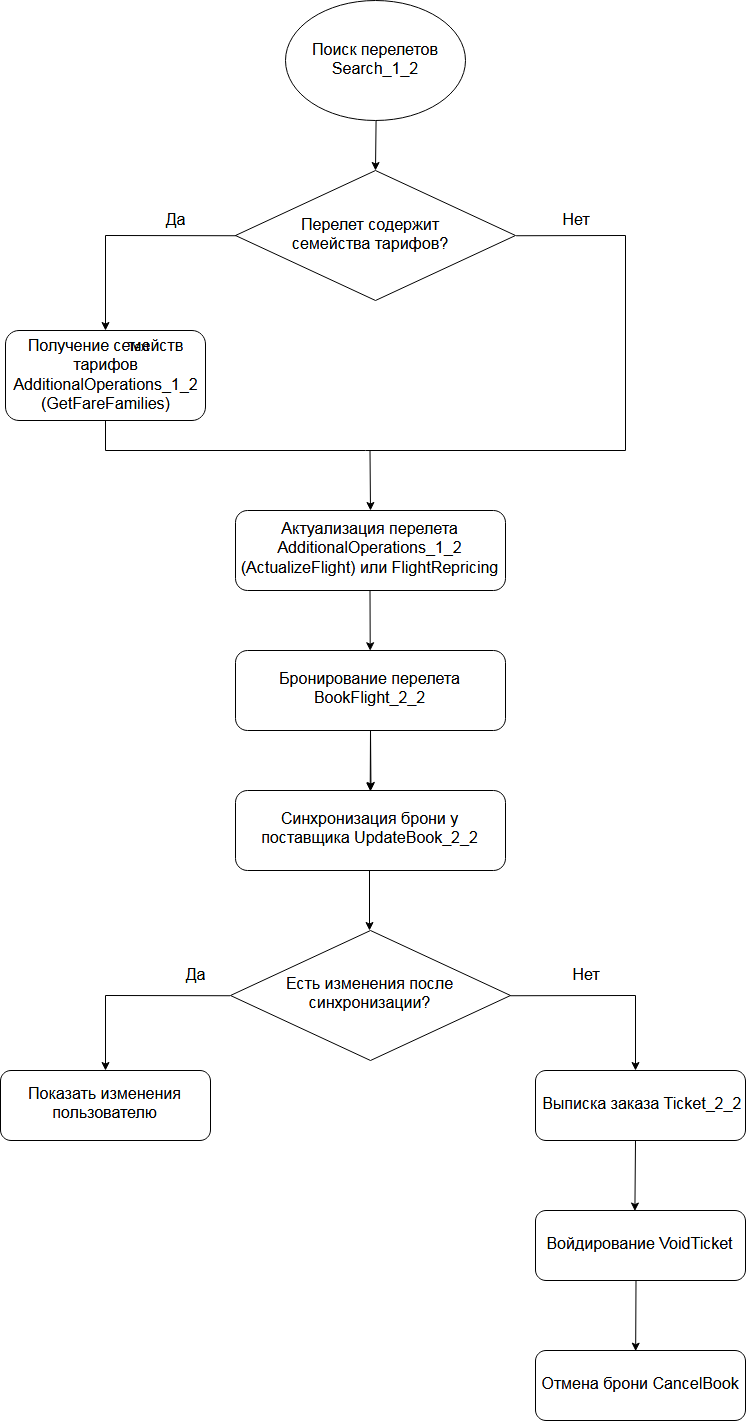 Поиск перелетов
Search_1_2
Да
Нет
Перелет содержит
семейства тарифов?
Получение семейств
тарифов
AdditionalOperations_1_2
(GetFareFamilies)
Актуализация перелета
AdditionalOperations_1_2
(ActualizeFlight) или FlightRepricing
Бронирование перелета
BookFlight_2_2
Синхронизация брони у
поставщика UpdateBook_2_2
Да
Нет
Есть изменения после
синхронизации?
Показать изменения
пользователю
Выписка заказа Ticket_2_2
Войдирование VoidTicket
Отмена брони CancelBook